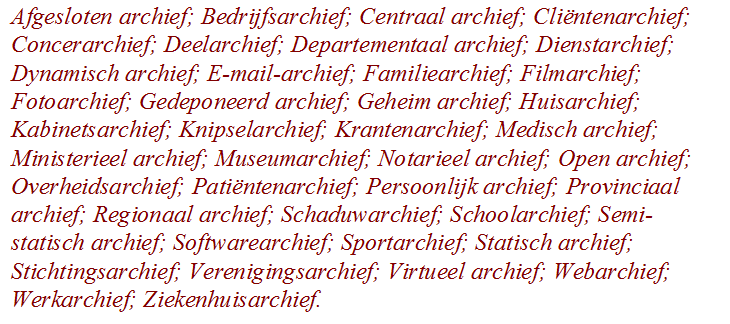 Afgesloten archief; Bedrijfsarchief; Centraal archief; Cliëntenarchief;
Concerarchief; Deelarchief; Departementaal archief; Dienstarchief;
Dynamisch archief; E-mail-archief; Familiearchief; Filmarchief;
Fotoarchief; Gedeponeerd archief; Geheim archief; Huisarchief;
Kabinetsarchief; Knipselarchief; Krantenarchief; Medisch archief;
Ministerieel archief; Museumarchief; Notarieel archief; Open archief;
Overheidsarchief; Patiëntenarchief; Persoonlijk archief; Provinciaal
archief; Regionaal archief; Schaduwarchief; Schoolarchief; Semi-
statisch archief; Softwarearchief; Sportarchief; Statisch archief;
Stichtingsarchief; Verenigingsarchief; Virtueel archief; Webarchief;
Werkarchief; Ziekenhuisarchief.